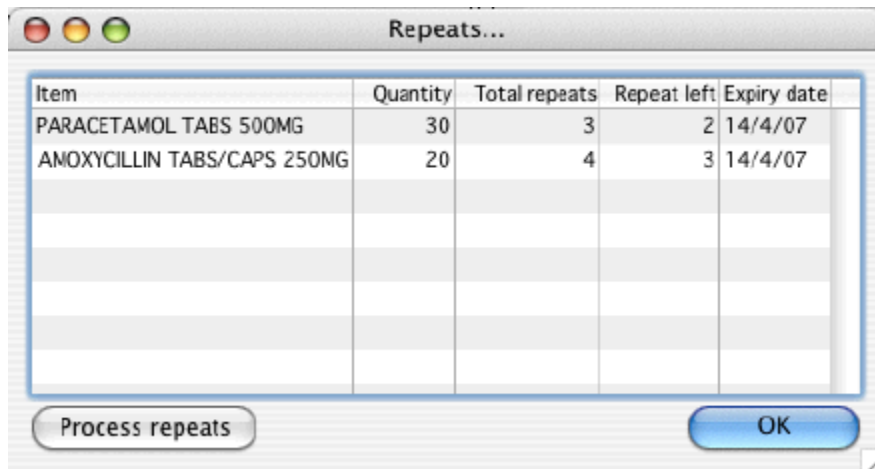 Repeats...
Item Quantity Total repeats Repeat left Expiry date
PARACETAMOL TABS 500MG 30 3 2 14/4/07
AMOXYCILLIN TABS/CAPS 250MG 20 4 3 14/4/07
Process repeats OK